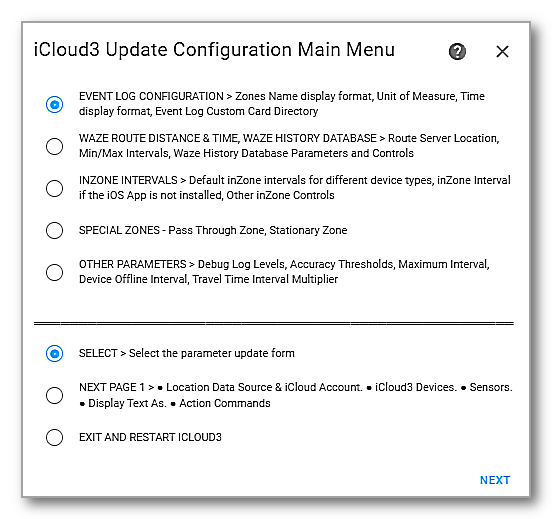 iCloud3 Update Configuration Main Menu
EVENT LOG CONFIGURATION > Zones Name display format, Unit of Measure, Time
display format, Event Log Custom Card Directory
WAZE ROUTE DISTANCE & TIME, WAZE HISTORY DATABASE > Route Server Location,
Min/Max Intervals, Waze History Database Parameters and Controls
INZONE INTERVALS > Default inZone intervals for different device types, inZone Interval
if the iOS App is not installed, Other inZone Controls
SPECIAL ZONES - Pass Through Zone, Stationary Zone
OTHER PARAMETERS > Debug Log Levels, Accuracy Thresholds, Maximum Interval,
Device Offline Interval, Travel Time Interval Multiplier
SELECT > Select the parameter update form
NEXT PAGE 1 > ● Location Data Source & iCloud Account. ● iCloud3 Devices. ● Sensors.
● Display Text As. ● Action Commands
EXIT AND RESTART ICLOUD3
NEXT